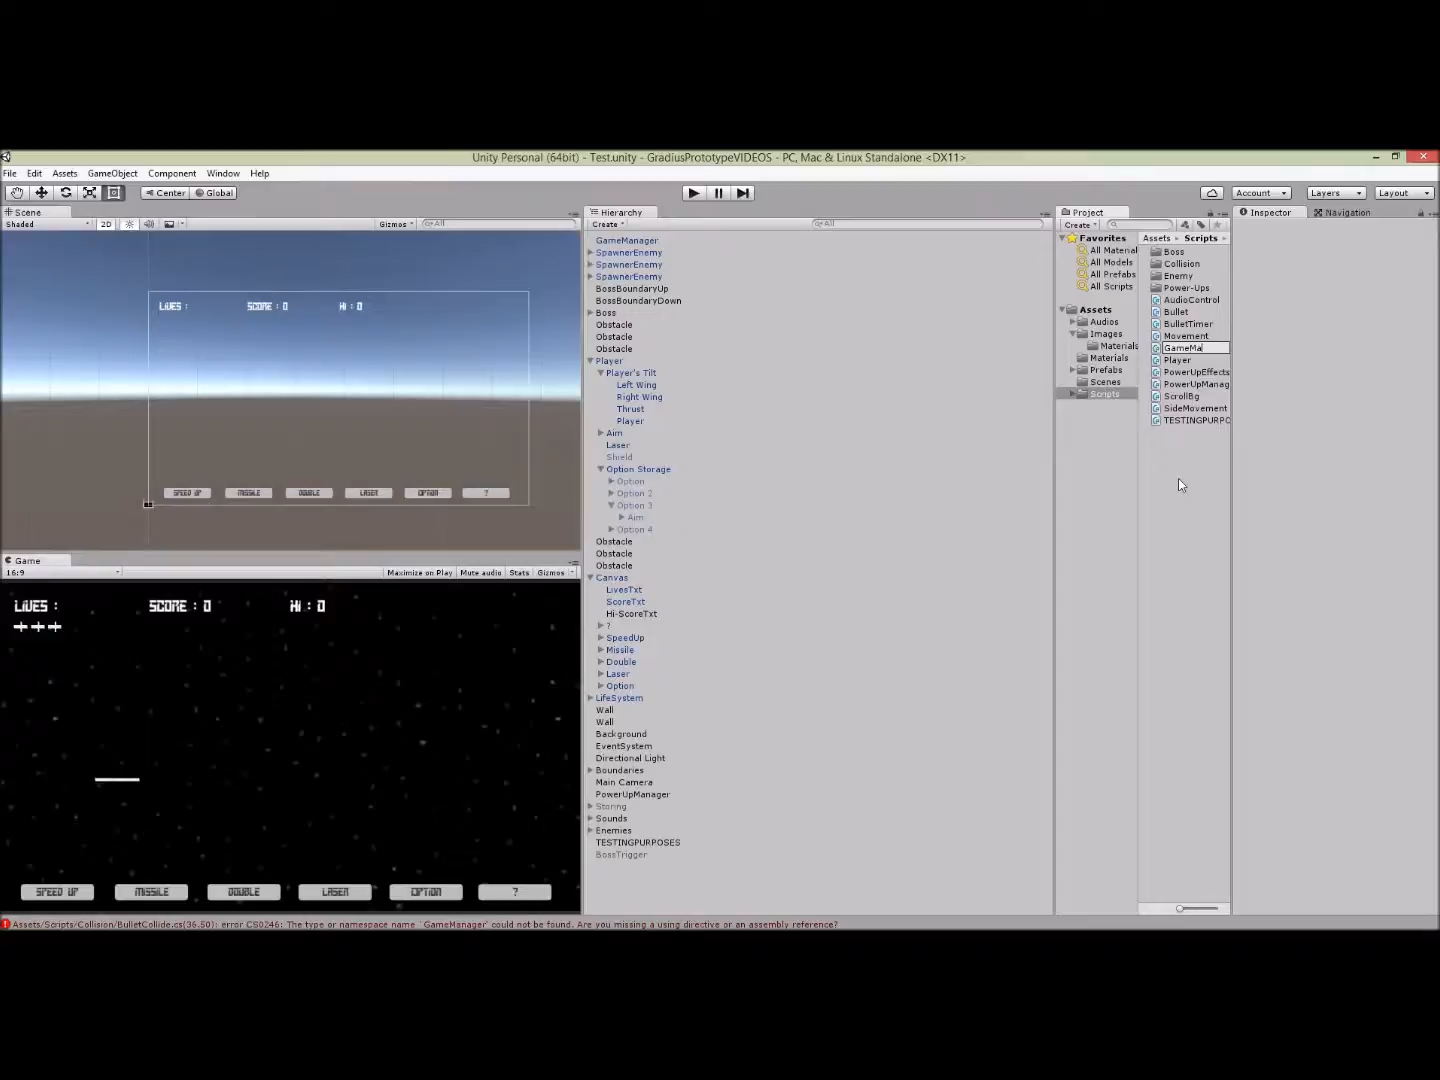 Unity Personal (64bit) - Test.unity - GradiusPrototypeVIDEOS - PC, Mac & Linux Standalone <DX11>
File Edit Assets GameObject Component Window Help
Center Global Account Layers Layout
Scene
Shaded 2D Gizmos All
LIVES : SCORE : 0 HI : 0
SPEED UP MISSILE DOUBLE LASER OPTION ?
Game
16:9 Maximize on Play Mute audio Stats Gizmos
LIVES : SCORE : 0 HI : 0
SPEED UP MISSILE DOUBLE LASER OPTION ?
Hierarchy
Create All
GameManager
SpawnerEnemy
SpawnerEnemy
SpawnerEnemy
BossBoundaryUp
BossBoundaryDown
Boss
Obstacle
Obstacle
Obstacle
Player
Player's Tilt
Left Wing
Right Wing
Thrust
Player
Aim
Laser
Shield
Option Storage
Option
Option 2
Option 3
Aim
Option 4
Obstacle
Obstacle
Obstacle
Canvas
LivesTxt
ScoreTxt
Hi-ScoreTxt
?
SpeedUp
Missile
Double
Laser
Option
LifeSystem
Wall
Wall
Background
EventSystem
Directional Light
Boundaries
Main Camera
PowerUpManager
Storing
Sounds
Enemies
TESTINGPURPOSES
BossTrigger
Project
Create
Favorites
All Material
All Models
All Prefabs
All Scripts
Assets
Audios
Images
Materials
Materials
Prefabs
Scenes
Scripts
Assets Scripts
Boss
Collision
Enemy
Power-Ups
AudioControl
Bullet
BulletTimer
Movement
GameMa
Player
PowerUpEffects
PowerUpManag
ScrollBg
SideMovement
TESTINGPURPO
Inspector Navigation
Assets/Scripts/Collision/BulletCollide.cs(36,50): error CS0246: The type or namespace name `GameManager' could not be found. Are you missing a using directive or an assembly reference?